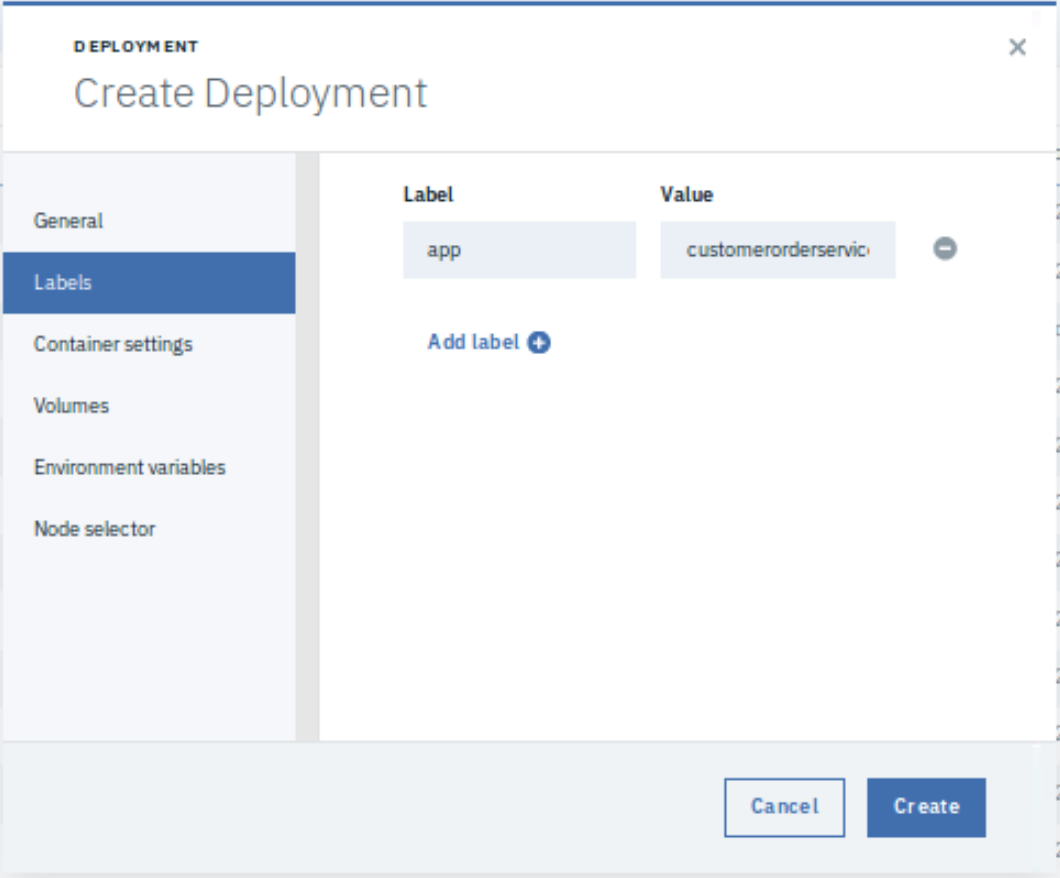 DEPLOYMENT
Create Deployment
General
Labels
Container settings
Volumes
Environment variables
Node selector
Label Value
app customerorderservic
Add label
Cancel Create